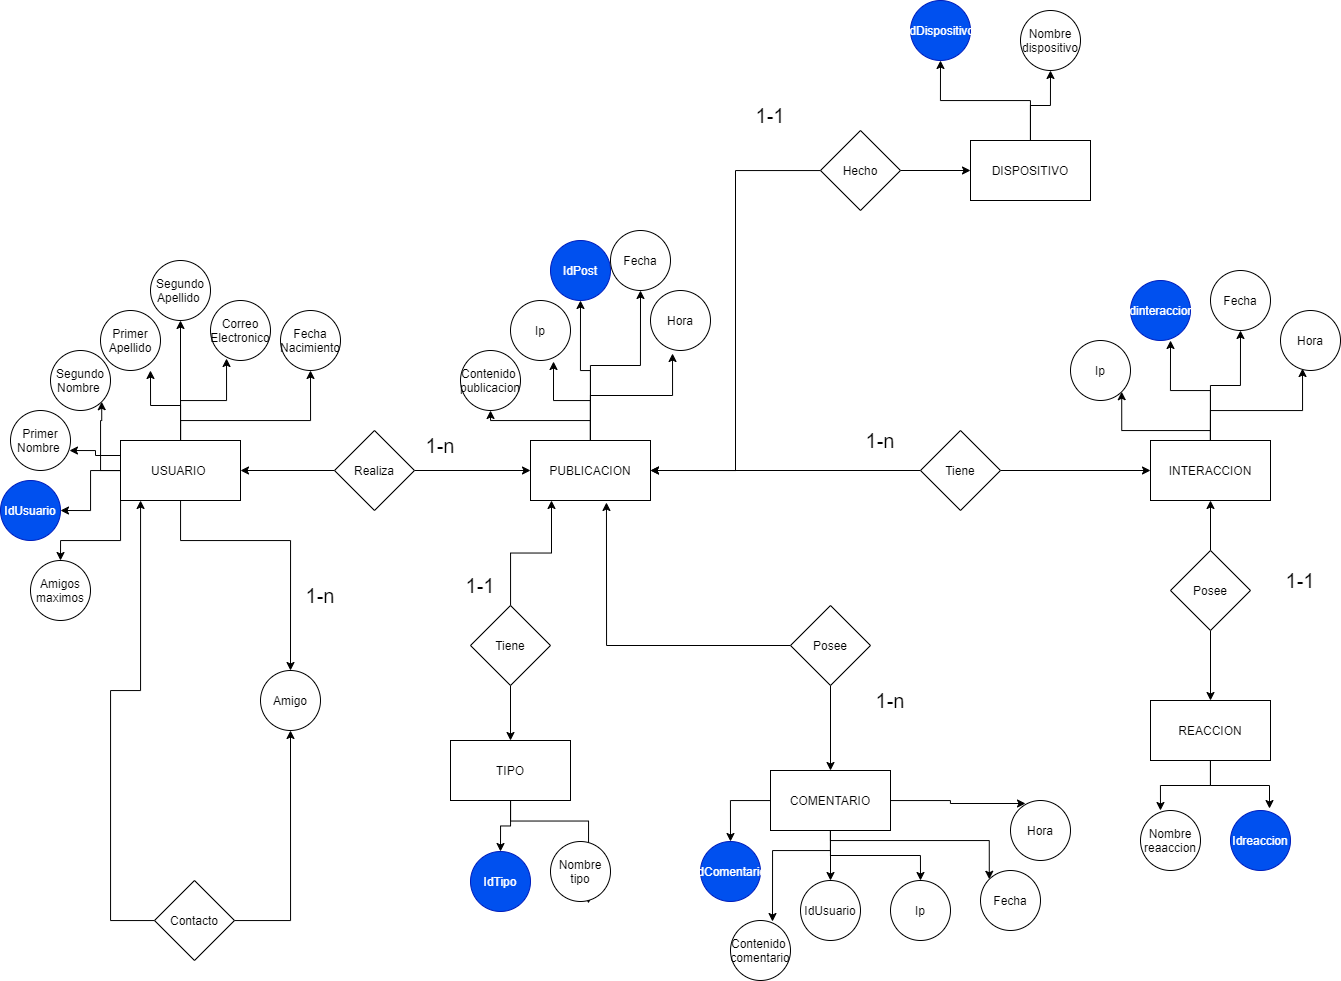 IdDispositivo
Nombre
dispositivo
1-1
Hecho
DISPOSITIVO
IdPost
Fecha
Ip
Hora
Contenido
publicacion
Segundo
Apellido
Primer
Apellido
Correo
Electronico
Fecha
Nacimiento
Segundo
Nombre
Primer
Nombre
IdUsuario
Amigos
maximos
USUARIO
Realiza
1-n
PUBLICACION
1-n
Tiene
Idinteraccion
Fecha
Ip
Hora
INTERACCION
1-n
Amigo
Contacto
1-1
Tiene
TIPO
IdTipo
Nombre
tipo
Posee
1-n
COMENTARIO
IdComentario
Contenido
comentario
IdUsuario
Ip
Fecha
Hora
Posee
1-1
REACCION
Nombre
reaaccion
Idreaccion